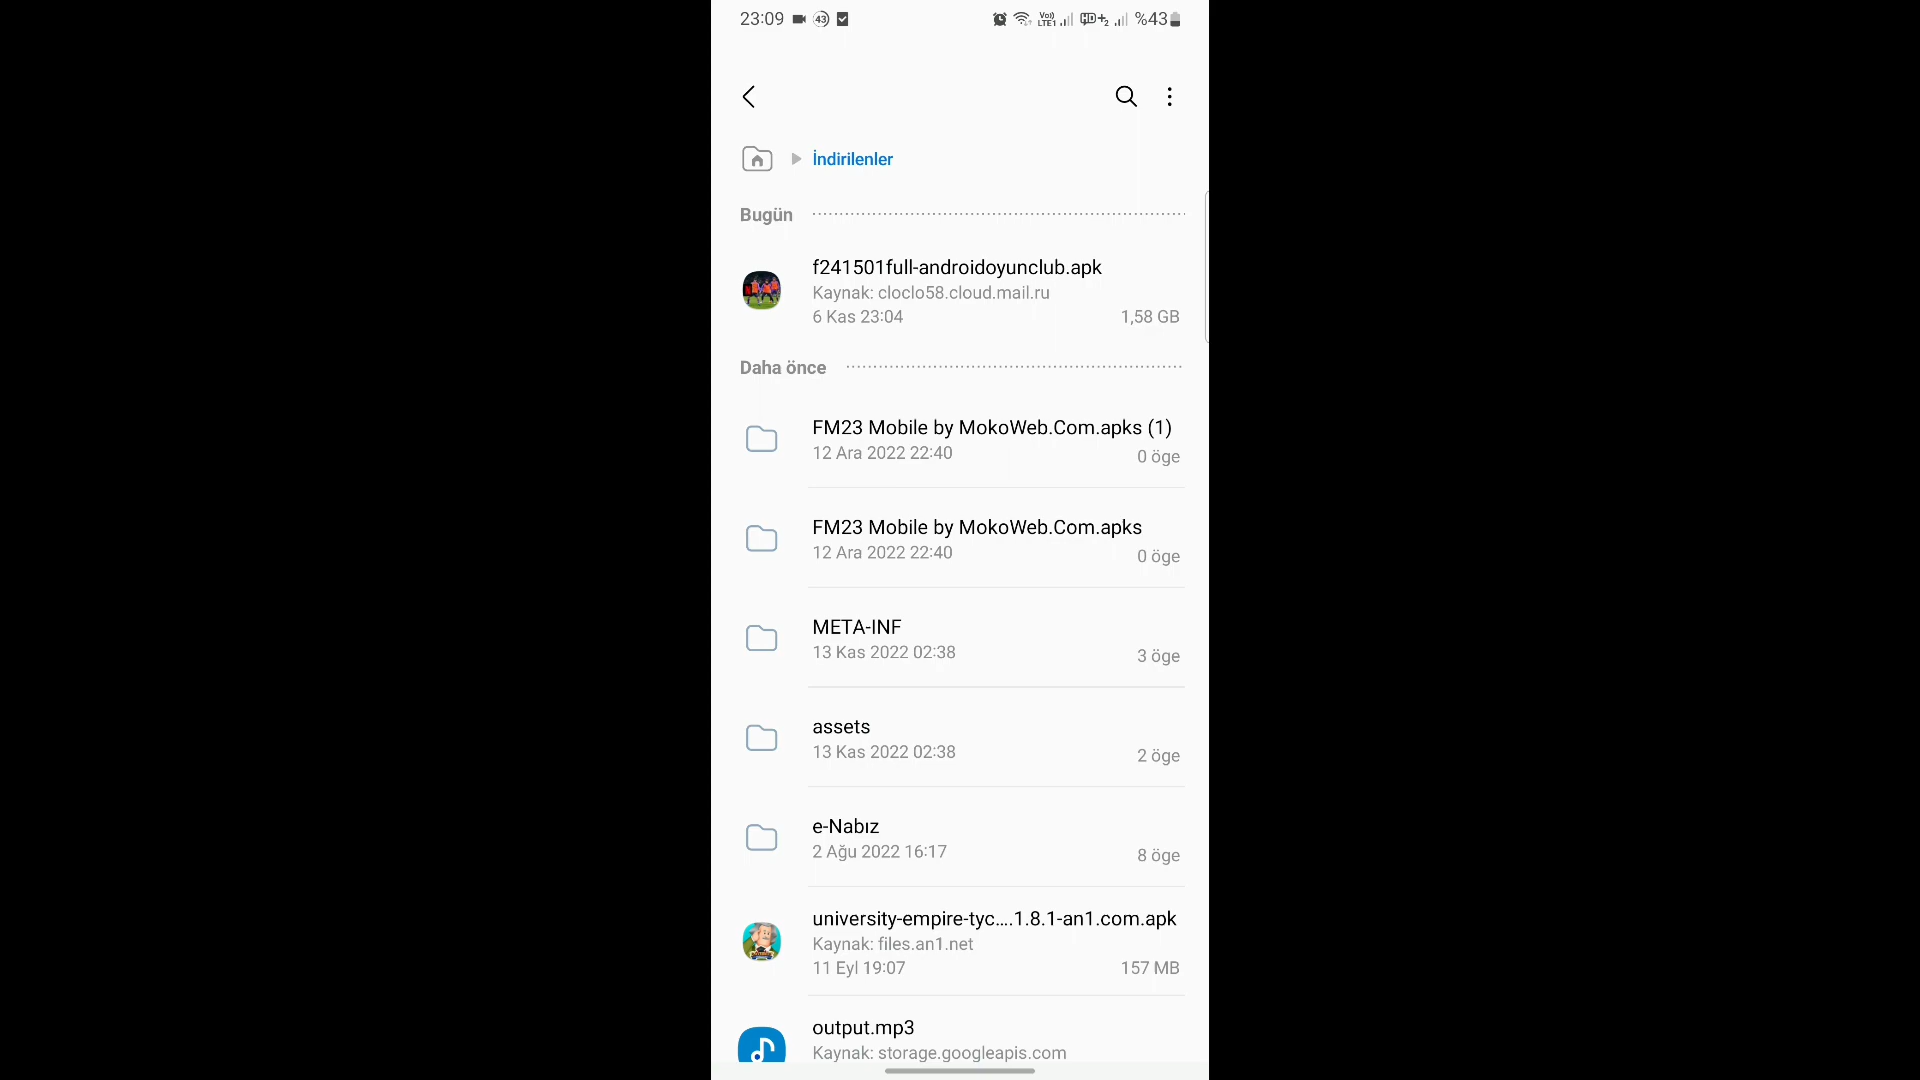 23:09 43 Vo) LTE1 HD+2 %43
İndirilenler
Bugün
f241501full-androidoyunclub.apk
Kaynak: cloclo58.cloud.mail.ru
6 Kas 23:04 1,58 GB
Daha önce
FM23 Mobile by MokoWeb.Com.apks (1)
12 Ara 2022 22:40 0 öge
FM23 Mobile by MokoWeb.Com.apks
12 Ara 2022 22:40 0 öge
META-INF
13 Kas 2022 02:38 3 öge
assets
13 Kas 2022 02:38 2 öge
e-Nabız
2 Ağu 2022 16:17 8 öge
university-empire-tyc....1.8.1-an1.com.apk
Kaynak: files.an1.net
11 Eyl 19:07 157 MB
output.mp3
Kaynak: storage.googleapis.com